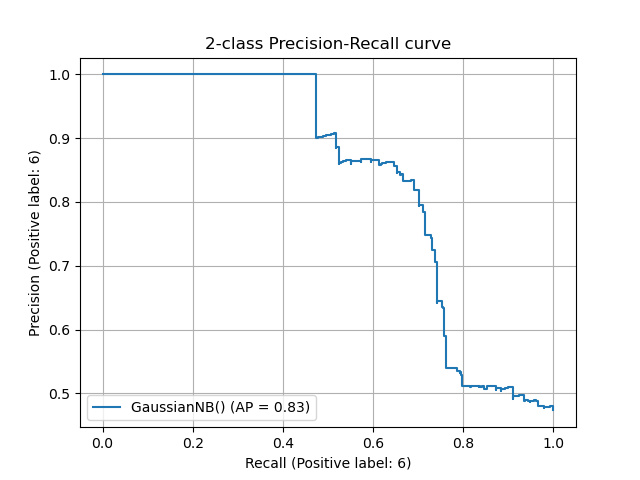 2-class Precision-Recall curve
Precision (Positive label: 6)
1.0
0.9
0.8
0.7
0.6
0.5
GaussianNB() (AP = 0.83)
0.0 0.2 0.4 0.6 0.8 1.0
Recall (Positive label: 6)